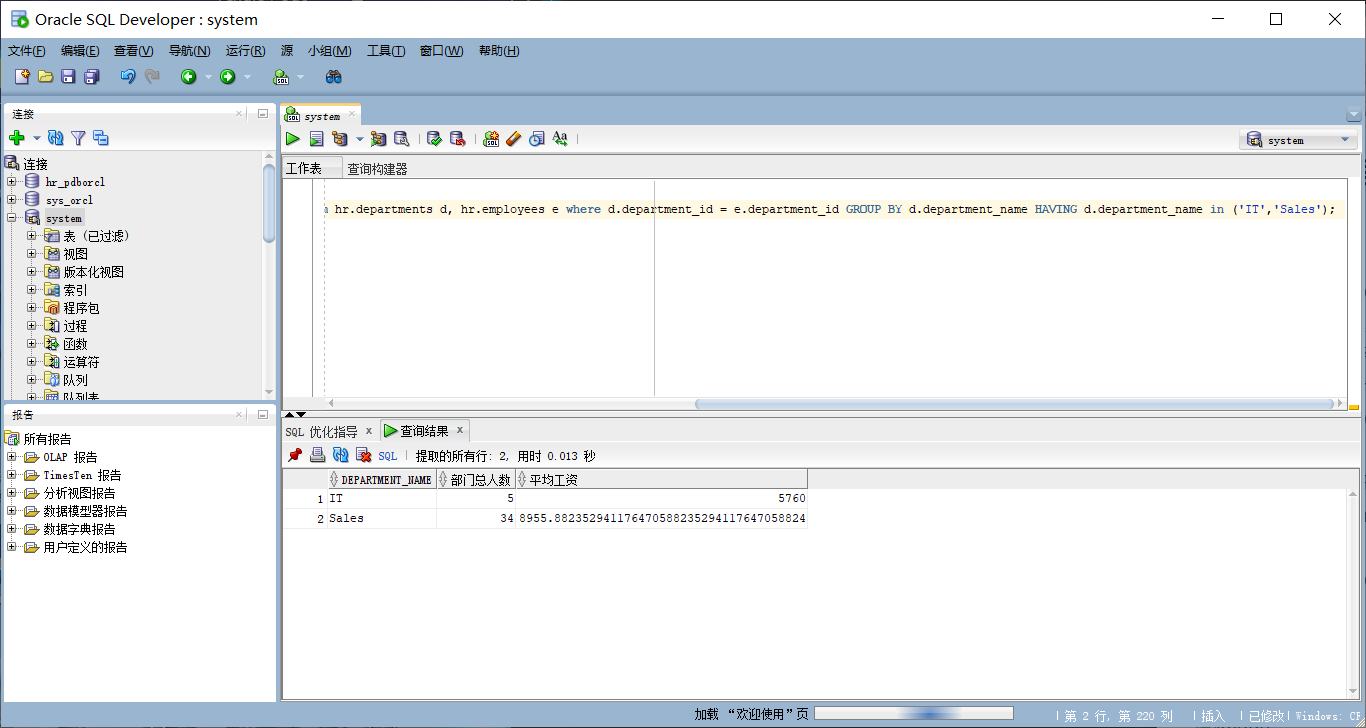 Oracle SQL Developer : system
文件(F) 编辑(E) 查看(V) 导航(N) 运行(R) 源 小组(M) 工具(T) 窗口(W) 帮助(H)
连接
连接
hr_pdborcl
sys_orcl
system
表 (已过滤)
视图
版本化视图
索引
程序包
过程
函数
运算符
队列
队列表
报告
所有报告
OLAP 报告
TimesTen 报告
分析视图报告
数据模型器报告
数据字典报告
用户定义的报告
system
system
工作表 查询构建器
hr.departments d, hr.employees e where d.department_id = e.department_id GROUP BY d.department_name HAVING d.department_name in ('IT','Sales');
SQL 优化指导 查询结果
SQL 提取的所有行: 2, 用时 0.013 秒
DEPARTMENT_NAME 部门总人数 平均工资
1 IT 5 5760
2 Sales 34 8955.88235294117647058823529411764705882
加载 “欢迎使用” 页 第 2 行, 第 220 列 插入 已修改 Windows: